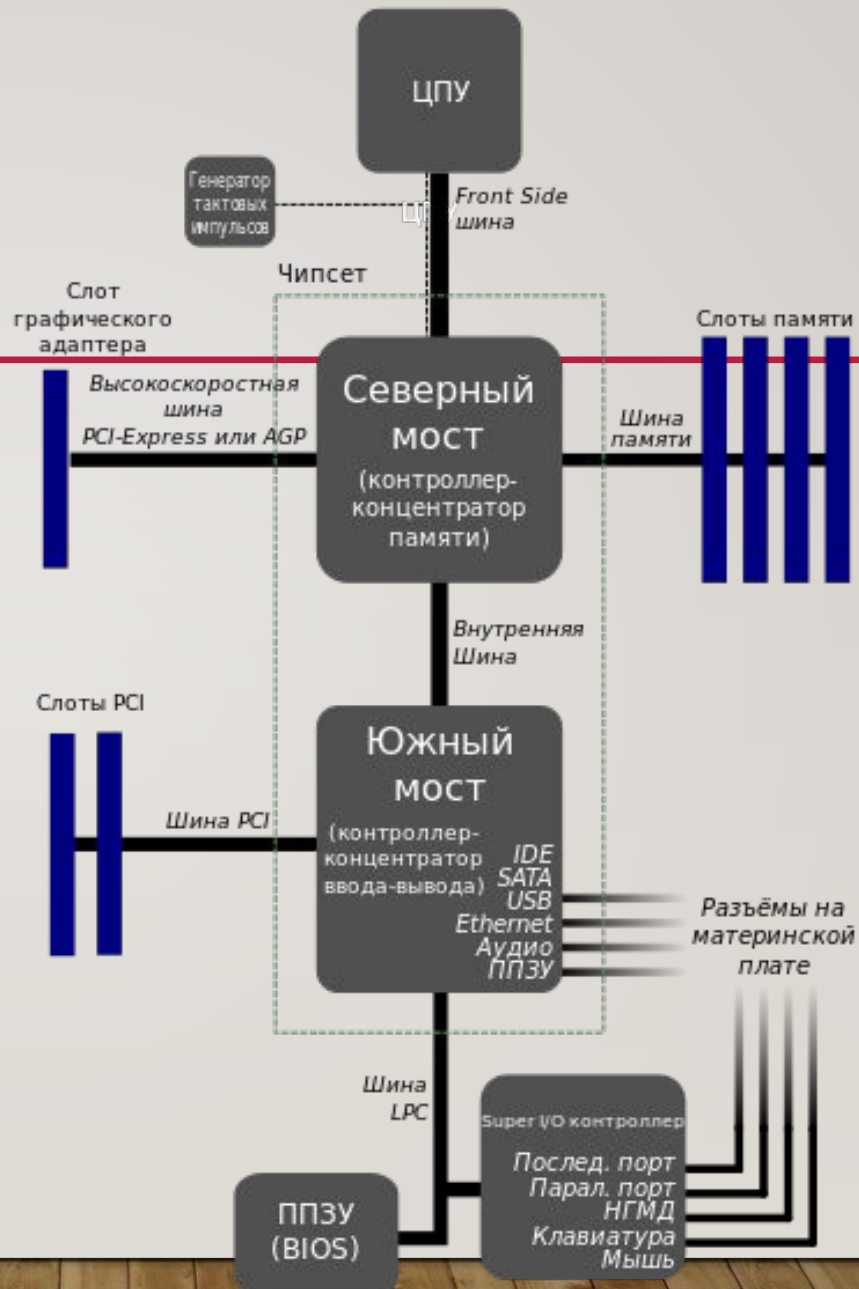 ЦПУ
Генератор
тактовых
импульсов
ЦПУ
Front Side
шина
Чипсет
Слот
графического
адаптера
Слоты памяти
Высокоскоростная
шина
PCI-Express или AGP
Северный
мост
(контроллер-
концентратор
памяти)
Шина
памяти
Внутренняя
Шина
Слоты PCI
Южный
мост
Шина PCI
(контроллер-
концентратор
ввода-вывода)
IDE
SATA
USB
Ethernet
Аудио
ППЗУ
Разъёмы на
материнской
плате
Шина
LPC
Super I/O контроллер
Послед. порт
Парал. порт
НГМД
Клавиатура
Мышь
ППЗУ
(BIOS)